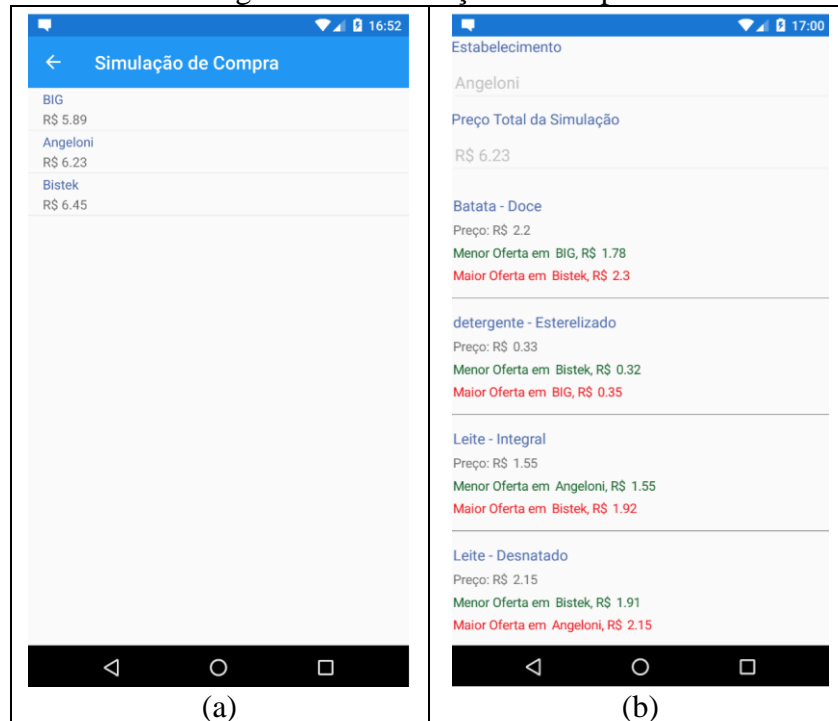 16:52
Simulação de Compra
BIG
R$ 5.89
Angeloni
R$ 6.23
Bistek
R$ 6.45
(a)
17:00
Estabelecimento
Angeloni
Preço Total da Simulação
R$ 6.23
Batata - Doce
Preço: R$ 2.2
Menor Oferta em BIG, R$ 1.78
Maior Oferta em Bistek, R$ 2.3
detergente - Esterelizado
Preço: R$ 0.33
Menor Oferta em Bistek, R$ 0.32
Maior Oferta em BIG, R$ 0.35
Leite - Integral
Preço: R$ 1.55
Menor Oferta em Angeloni, R$ 1.55
Maior Oferta em Bistek, R$ 1.92
Leite - Desnatado
Preço: R$ 2.15
Menor Oferta em Bistek, R$ 1.91
Maior Oferta em Angeloni, R$ 2.15
(b)